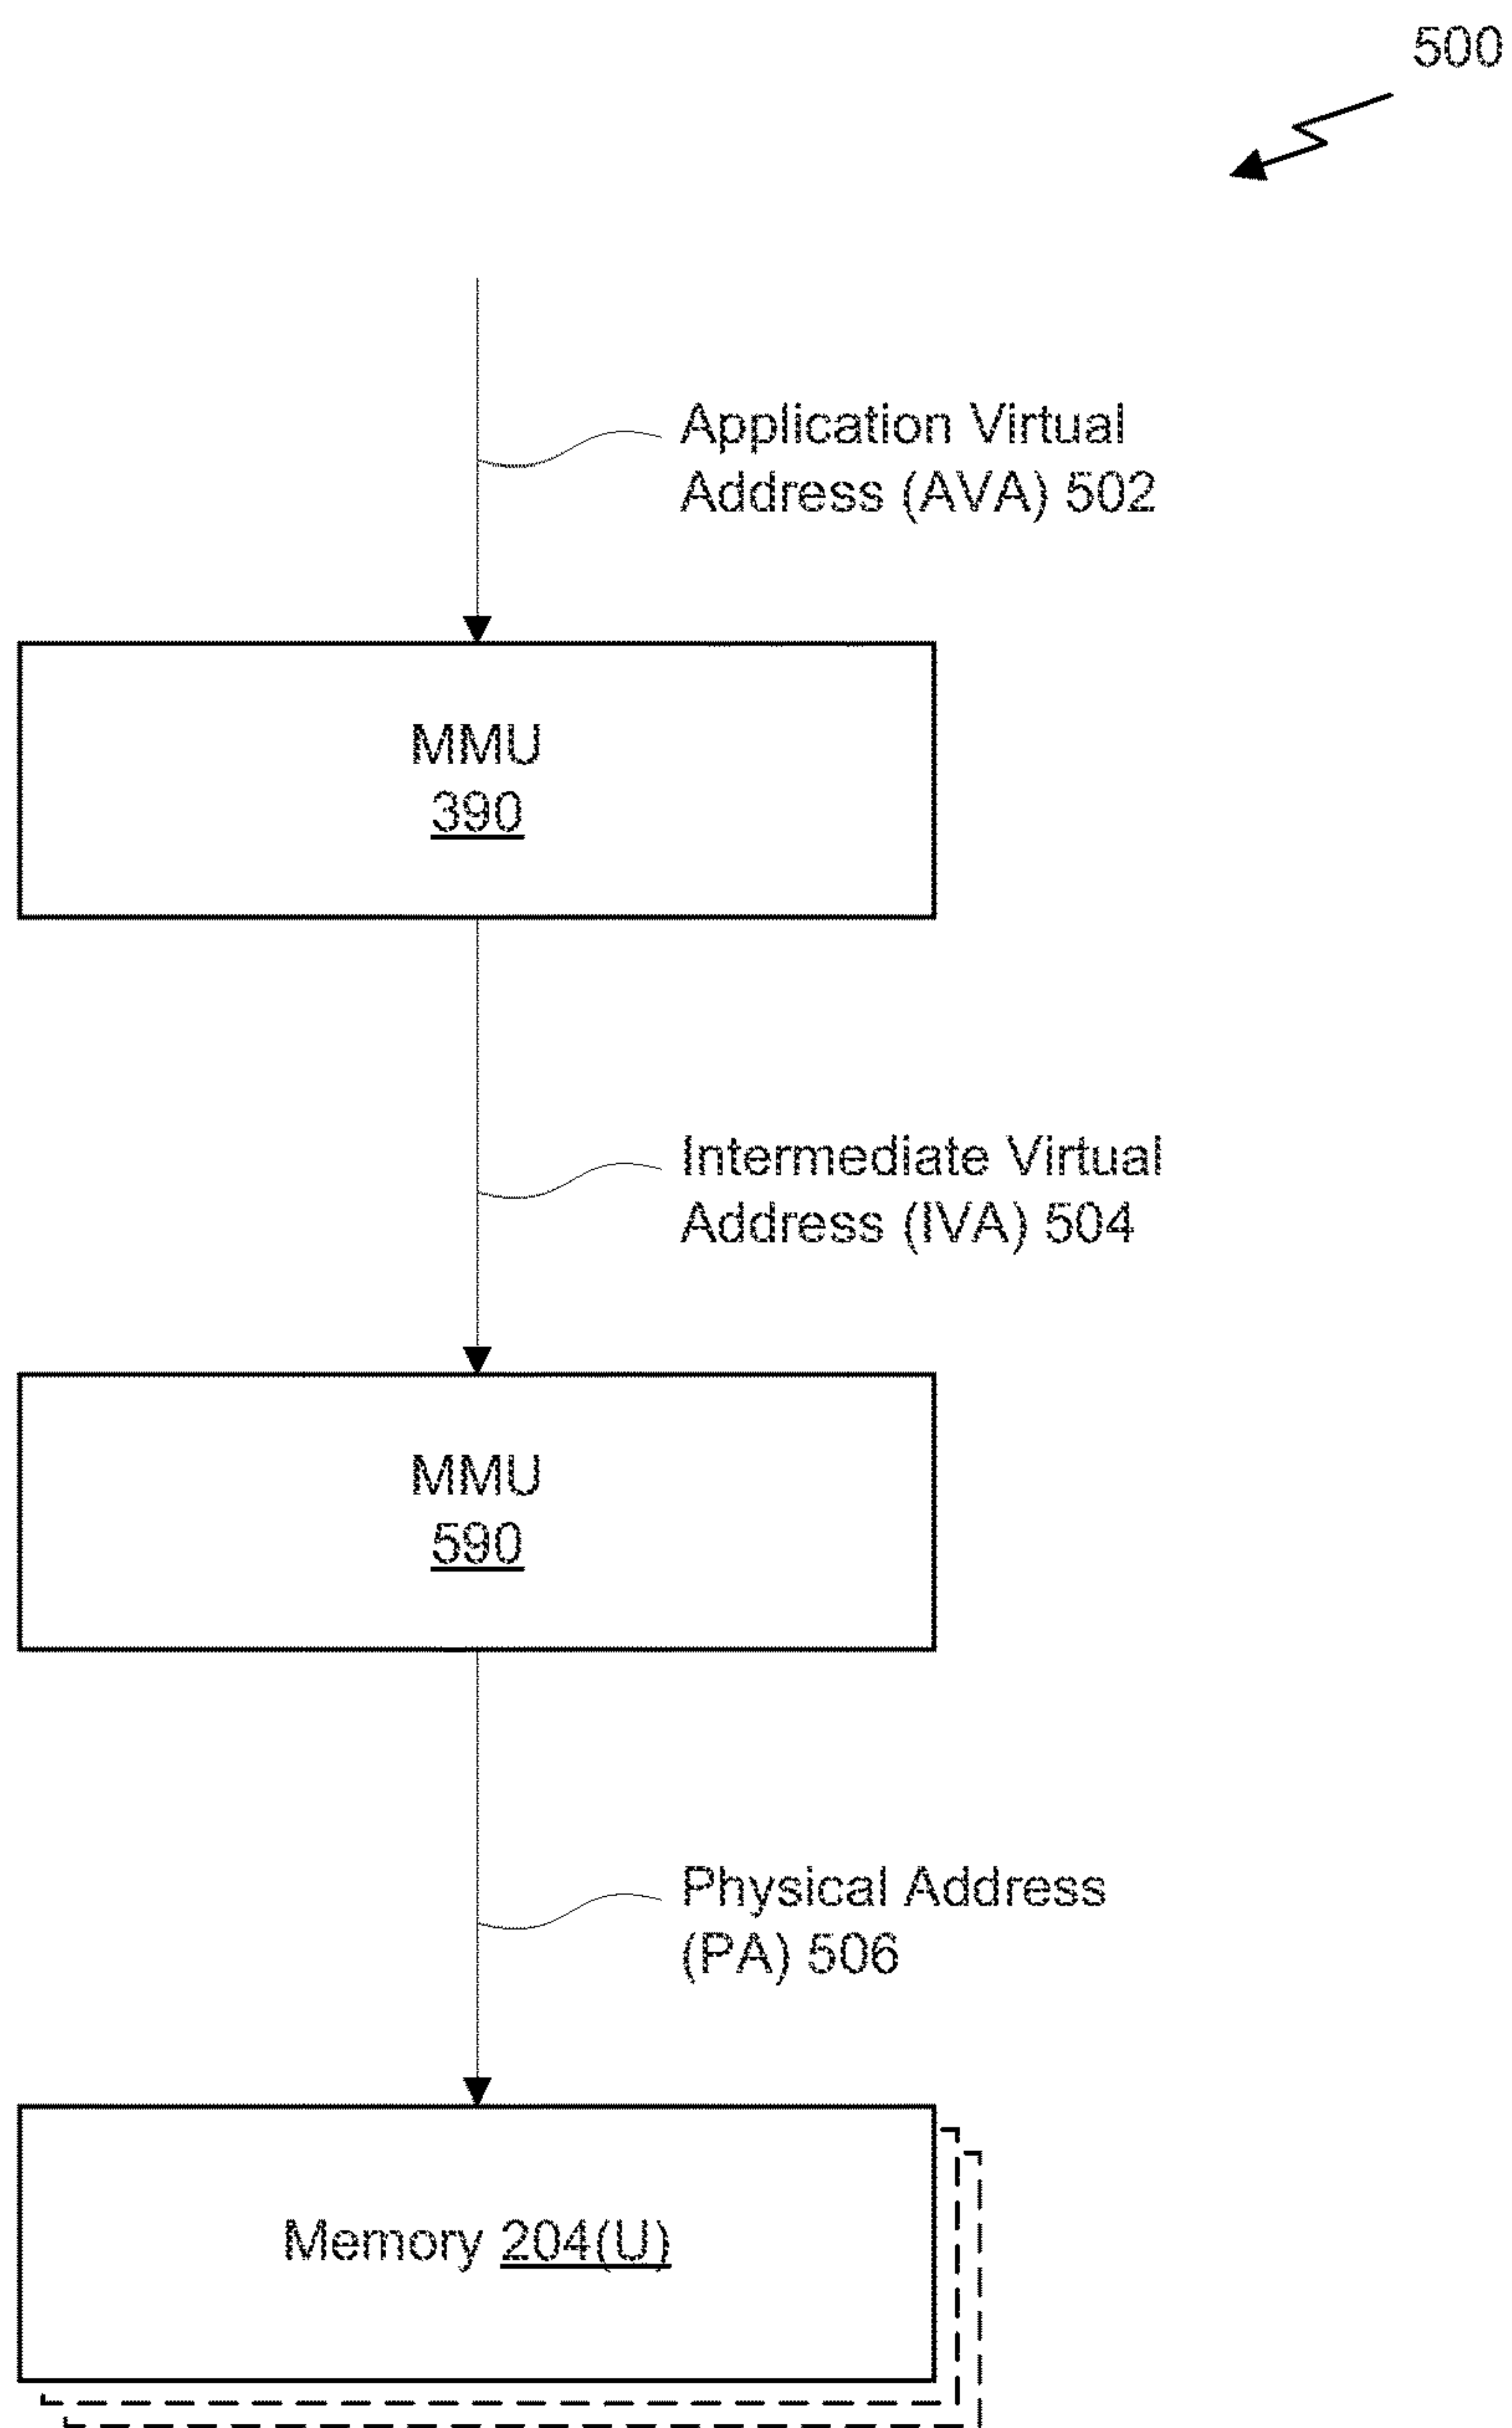 500
Application Virtual
Address (AVA) 502
MMU
390
Intermediate Virtual
Address (IVA) 504
MMU
590
Physical Address
(PA) 506
Memory 204(U)